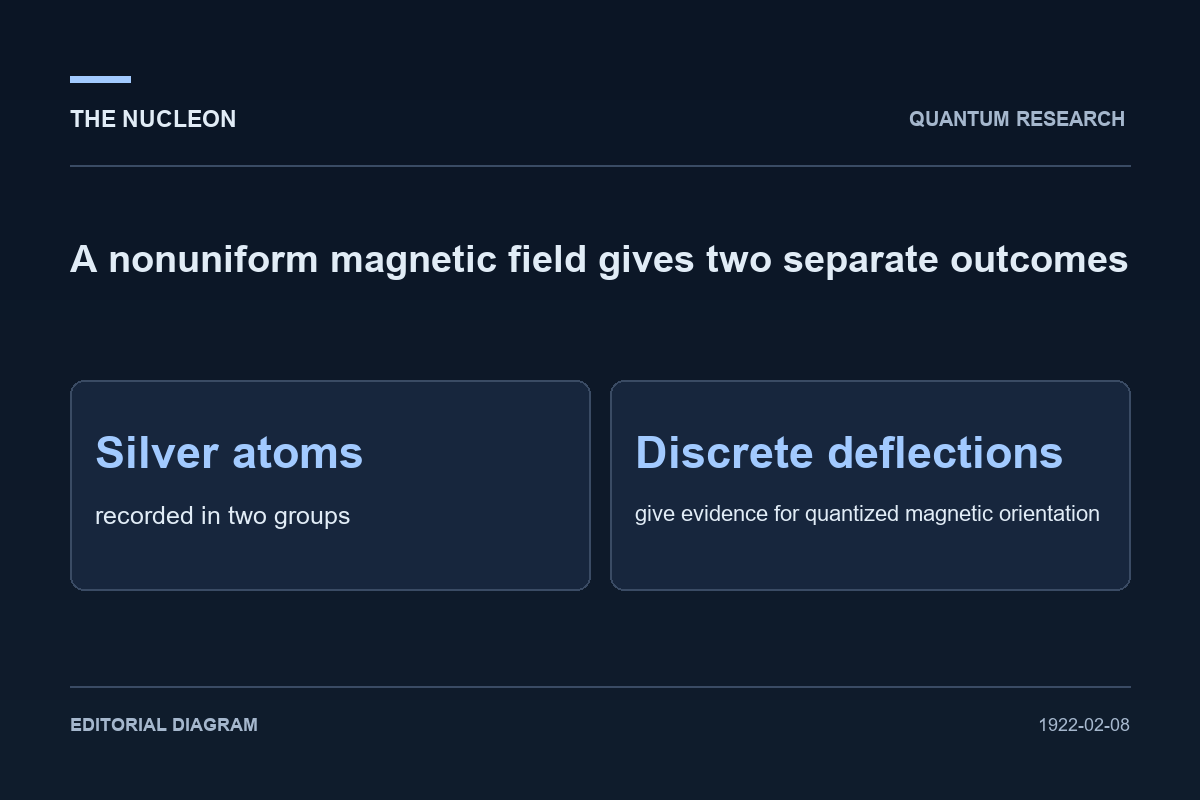 THE NUCLEON
QUANTUM RESEARCH
A nonuniform magnetic field gives two separate outcomes
Silver atoms
recorded in two groups
Discrete deflections
give evidence for quantized magnetic orientation
EDITORIAL DIAGRAM
1922-02-08